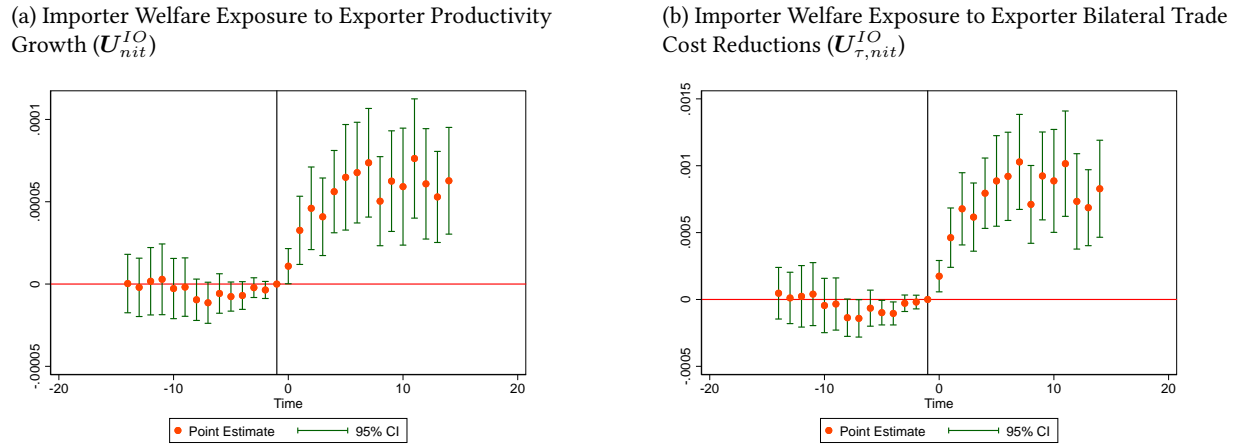 (a) Importer Welfare Exposure to Exporter Productivity
Growth (U_{nit}^{IO})
.0001
.00005
0
-.00005
-20
-10
0
10
20
Time
Point Estimate
95% CI
(b) Importer Welfare Exposure to Exporter Bilateral Trade
Cost Reductions (U_{τ,nit}^{IO})
.0015
.001
.0005
0
-.0005
-20
-10
0
10
20
Time
Point Estimate
95% CI